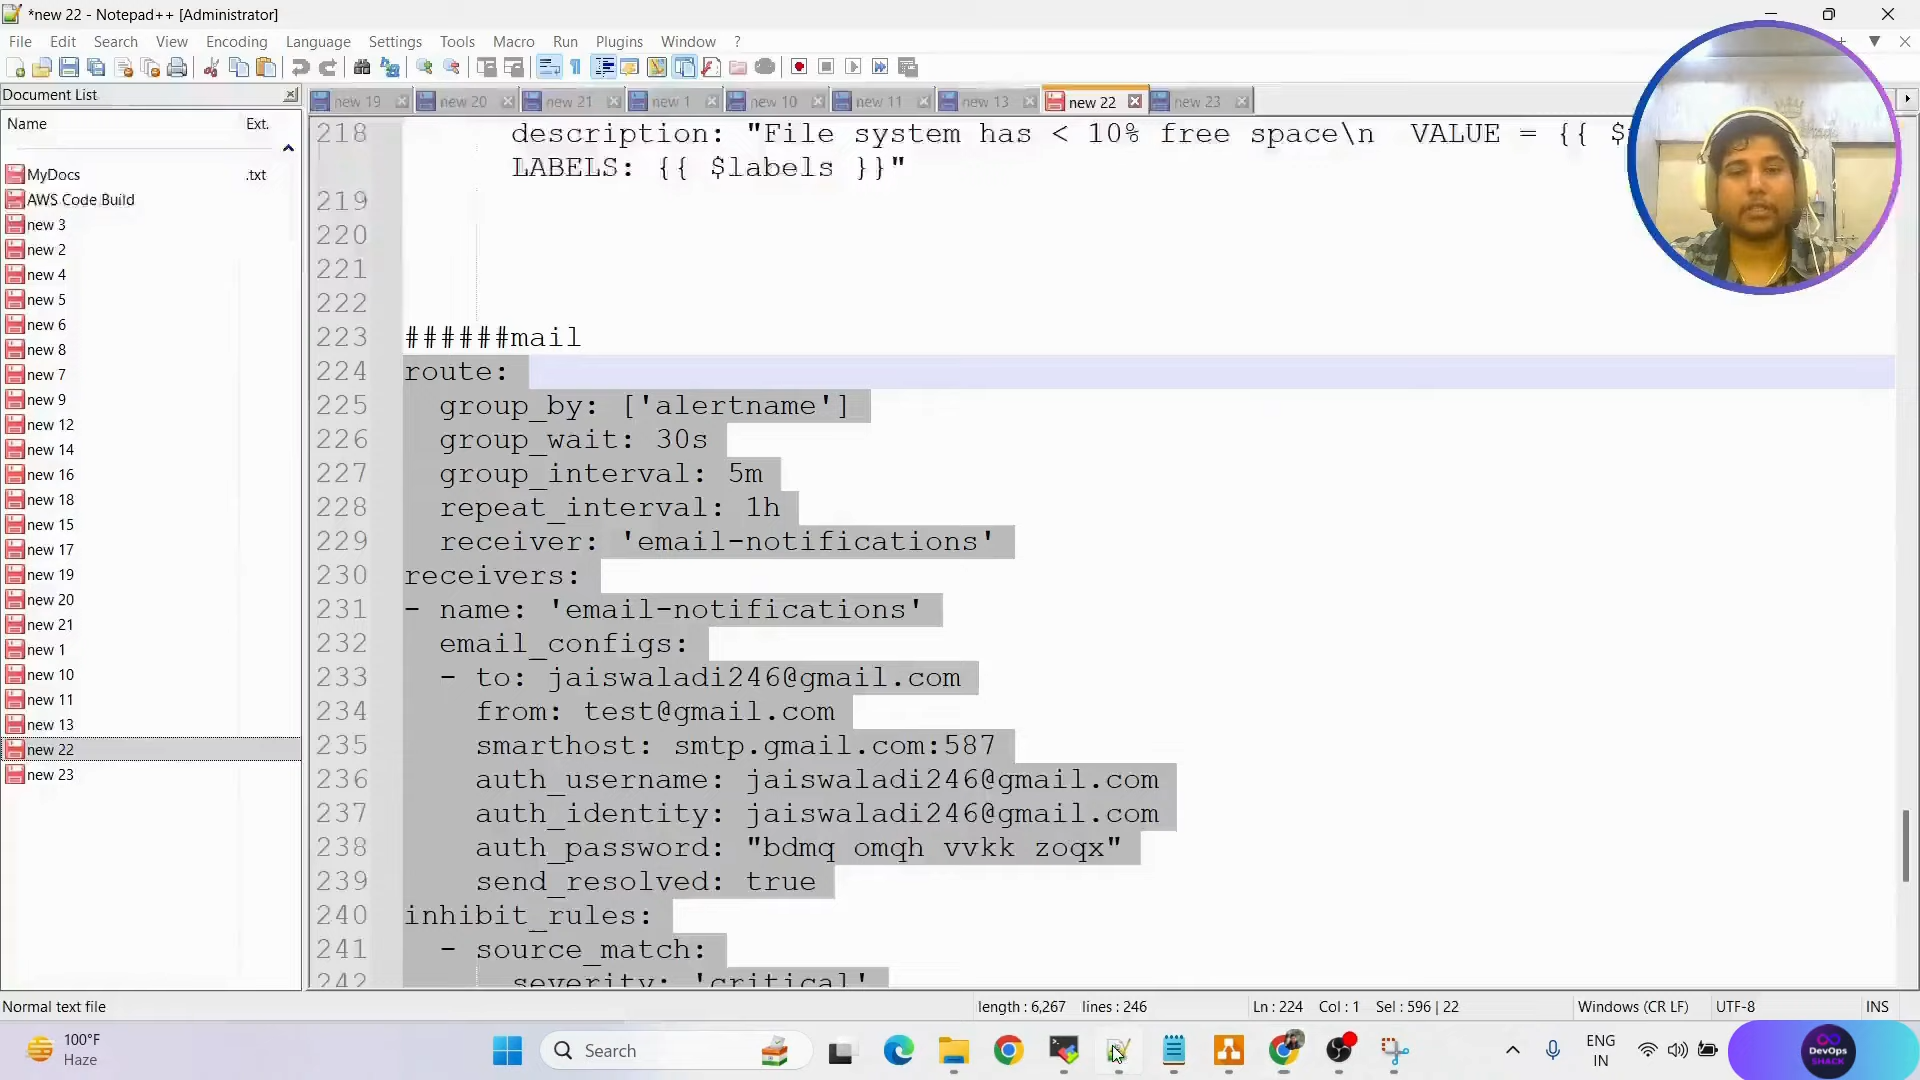 *new 22 - Notepad++ [Administrator]
File Edit Search View Encoding Language Settings Tools Macro Run Plugins Window ?
Document List
new 19 new 20 new 21 new 1 new 10 new 11 new 13 new 22 new 23
Name Ext.
MyDocs .txt
AWS Code Build
new 3
new 2
new 4
new 5
new 6
new 8
new 7
new 9
new 12
new 14
new 16
new 18
new 15
new 17
new 19
new 20
new 21
new 1
new 10
new 11
new 13
new 22
new 23
218 description: "File system has < 10% free space\n VALUE = {{ $
LABELS: {{ $labels }}"
219
220
221
222
223 ######mail
224 route:
225 group_by: ['alertname']
226 group_wait: 30s
227 group_interval: 5m
228 repeat_interval: 1h
229 receiver: 'email-notifications'
230 receivers:
231 - name: 'email-notifications'
232 email_configs:
233 - to: jaiswaladi246@gmail.com
234 from: test@gmail.com
235 smarthost: smtp.gmail.com:587
236 auth_username: jaiswaladi246@gmail.com
237 auth_identity: jaiswaladi246@gmail.com
238 auth_password: "bdmq omqh vvkk zoqx"
239 send_resolved: true
240 inhibit_rules:
241 - source_match:
242 severity: 'critical'
Normal text file length : 6,267 lines : 246 Ln : 224 Col : 1 Sel : 596 | 22 Windows (CR LF) UTF-8 INS
100°F
Haze
Search
ENG
IN
DevOps
SHACK